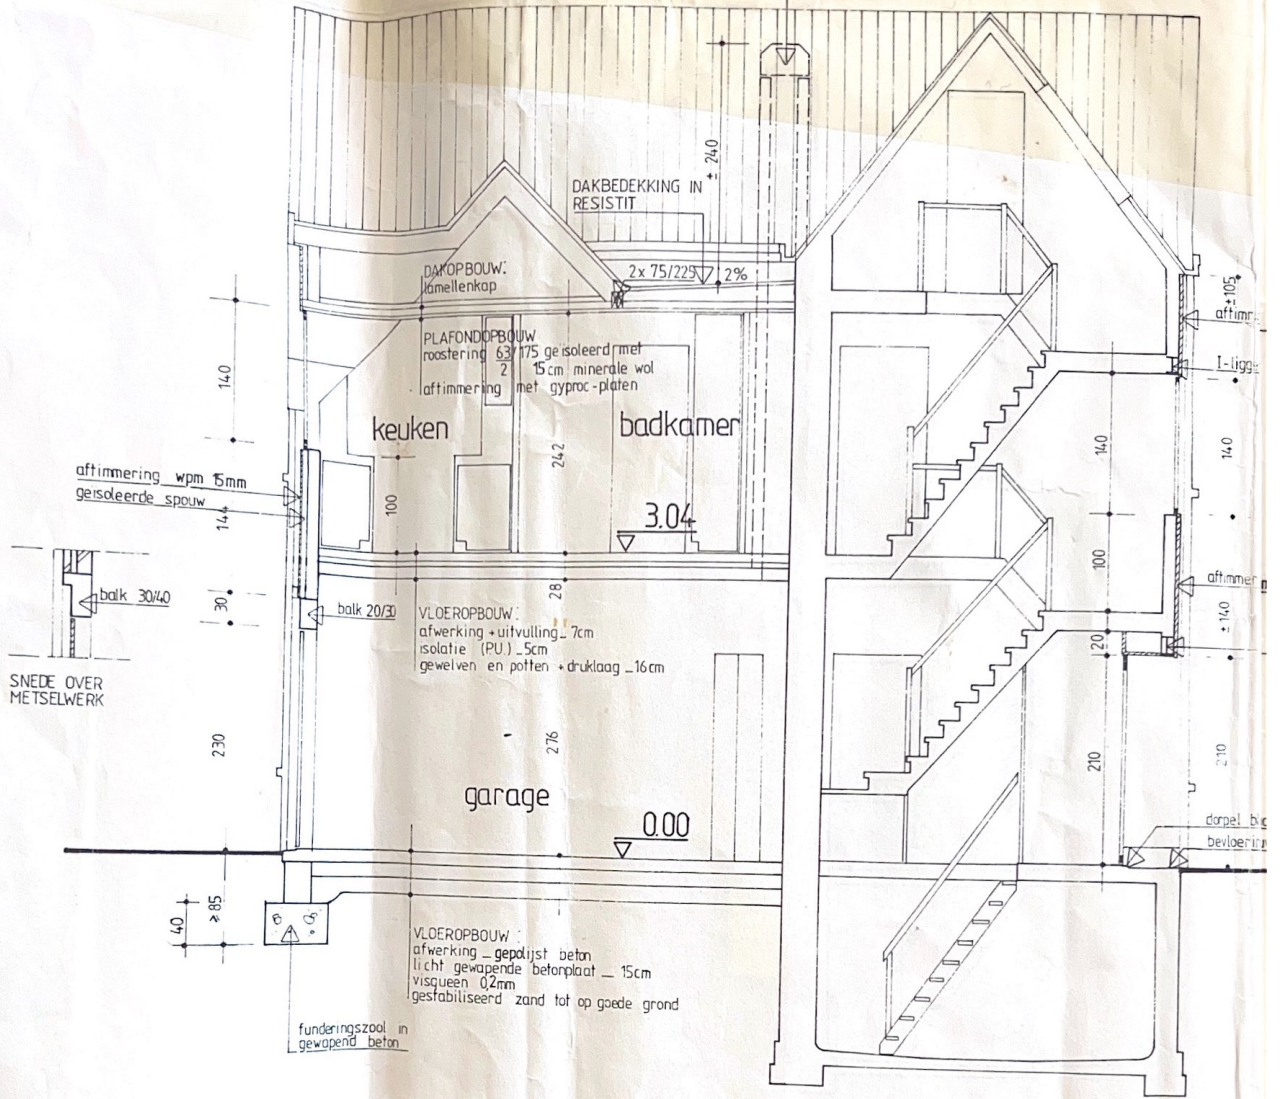 ± 240
DAKBEDEKKING IN
RESISTIT
2x 75/225
2%
DAKOPBOUW:
lamellenkap
PLAFONDOPBOUW
roostering 63/175 geïsoleerd met
2 15cm minerale wol
aftimmering met gyproc-platen
±105
I-ligg
140
keuken
badkamer
242
140
140
aftimmering wpm 15mm
geïsoleerde spouw
144
100
3.04
100
aftimmer
balk 30/40
30
balk 20/30
28
± 140
20
VLOEROPBOUW:
afwerking + uitvulling_ 7cm
isolatie (PU.) _ 5cm
gewelven en potten + druklaag _ 16cm
SNEDE OVER
METSELWERK
230
276
210
210
garage
0.00
dorpel
40
≥ 85
VLOEROPBOUW :
afwerking _ gepolijst beton
licht gewapende betonplaat _ 15cm
visqueen 0,2mm
gestabiliseerd zand tot op goede grond
funderingszool in
gewapend beton